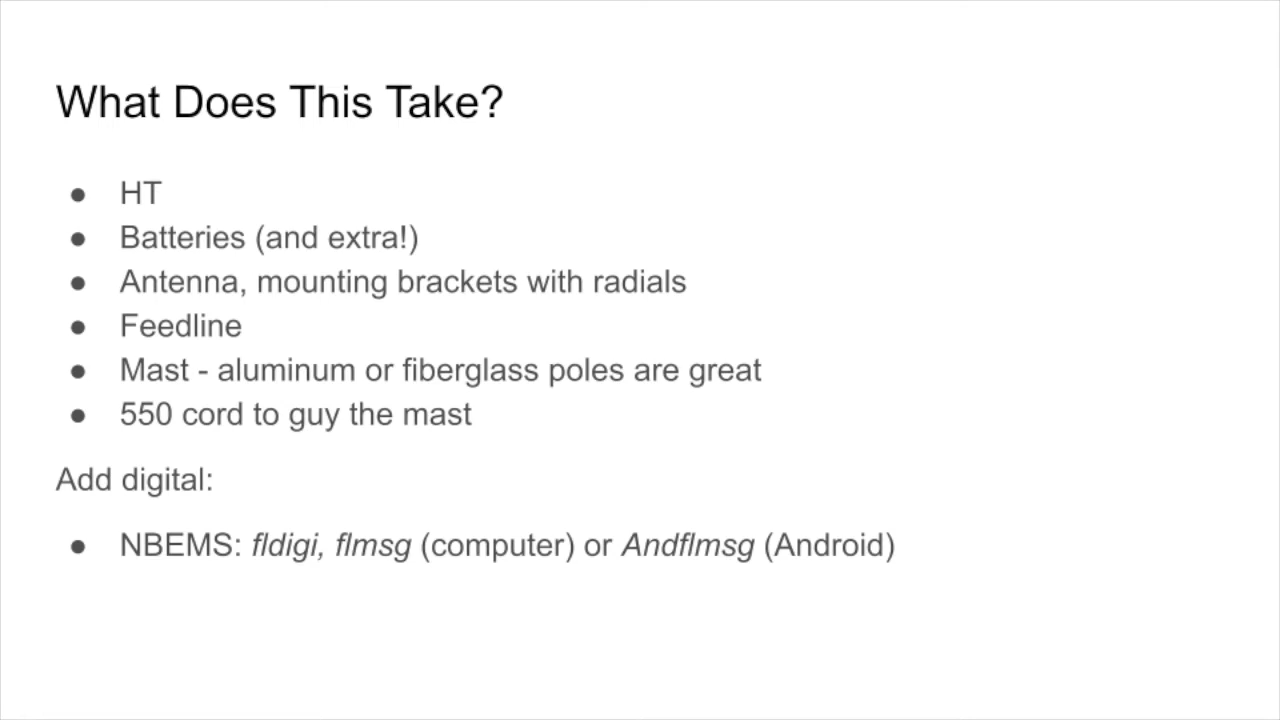 What Does This Take?
● HT
● Batteries (and extra!)
● Antenna, mounting brackets with radials
● Feedline
● Mast - aluminum or fiberglass poles are great
● 550 cord to guy the mast
Add digital:
● NBEMS: fldigi, flmsg (computer) or Andflmsg (Android)